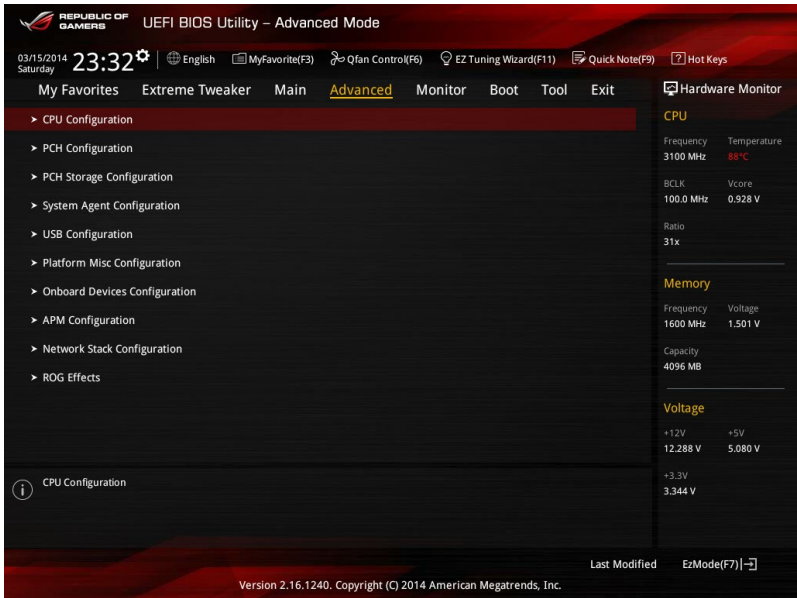 REPUBLIC OF
GAMERS
UEFI BIOS Utility – Advanced Mode
03/15/2014
Saturday
23:32
English
MyFavorite(F3)
Qfan Control(F6)
EZ Tuning Wizard(F11)
Quick Note(F9)
? Hot Keys
My Favorites Extreme Tweaker Main Advanced Monitor Boot Tool Exit
> CPU Configuration
> PCH Configuration
> PCH Storage Configuration
> System Agent Configuration
> USB Configuration
> Platform Misc Configuration
> Onboard Devices Configuration
> APM Configuration
> Network Stack Configuration
> ROG Effects
i CPU Configuration
Hardware Monitor
CPU
Frequency Temperature
3100 MHz 88°C
BCLK Vcore
100.0 MHz 0.928 V
Ratio
31x
Memory
Frequency Voltage
1600 MHz 1.501 V
Capacity
4096 MB
Voltage
+12V +5V
12.288 V 5.080 V
+3.3V
3.344 V
Last Modified
EzMode(F7)
Version 2.16.1240. Copyright (C) 2014 American Megatrends, Inc.